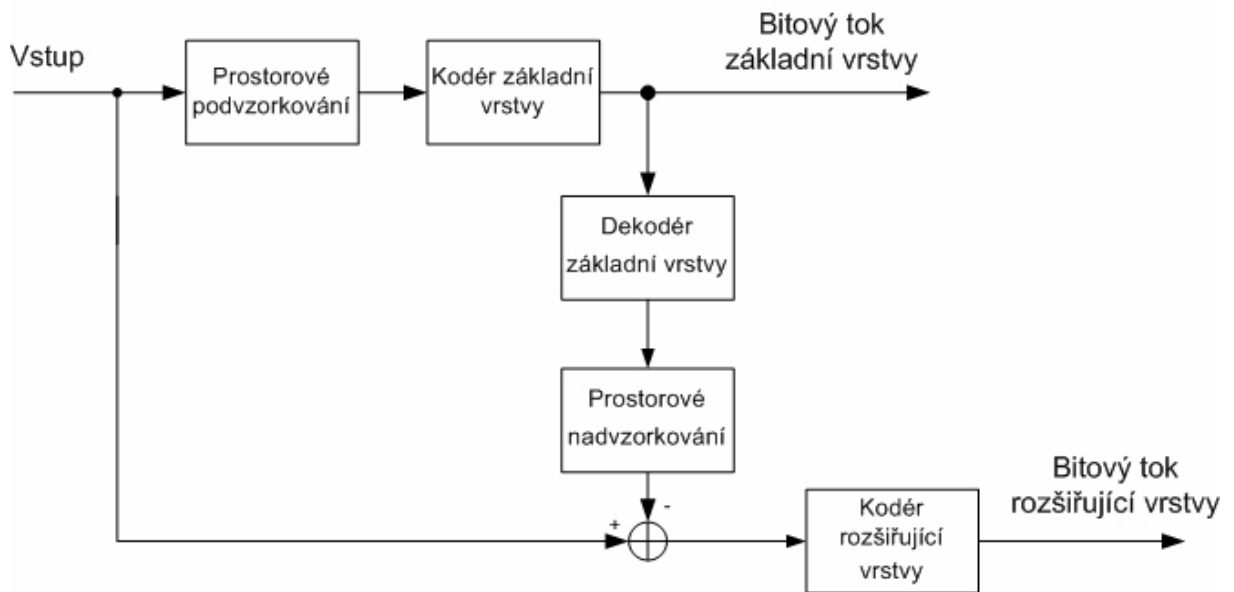 Vstup
Prostorové
podvzorkování
Kodér základní
vrstvy
Bitový tok
základní vrstvy
Dekodér
základní vrstvy
Prostorové
nadvzorkování
-
+
Kodér
rozšiřující
vrstvy
Bitový tok
rozšiřující vrstvy